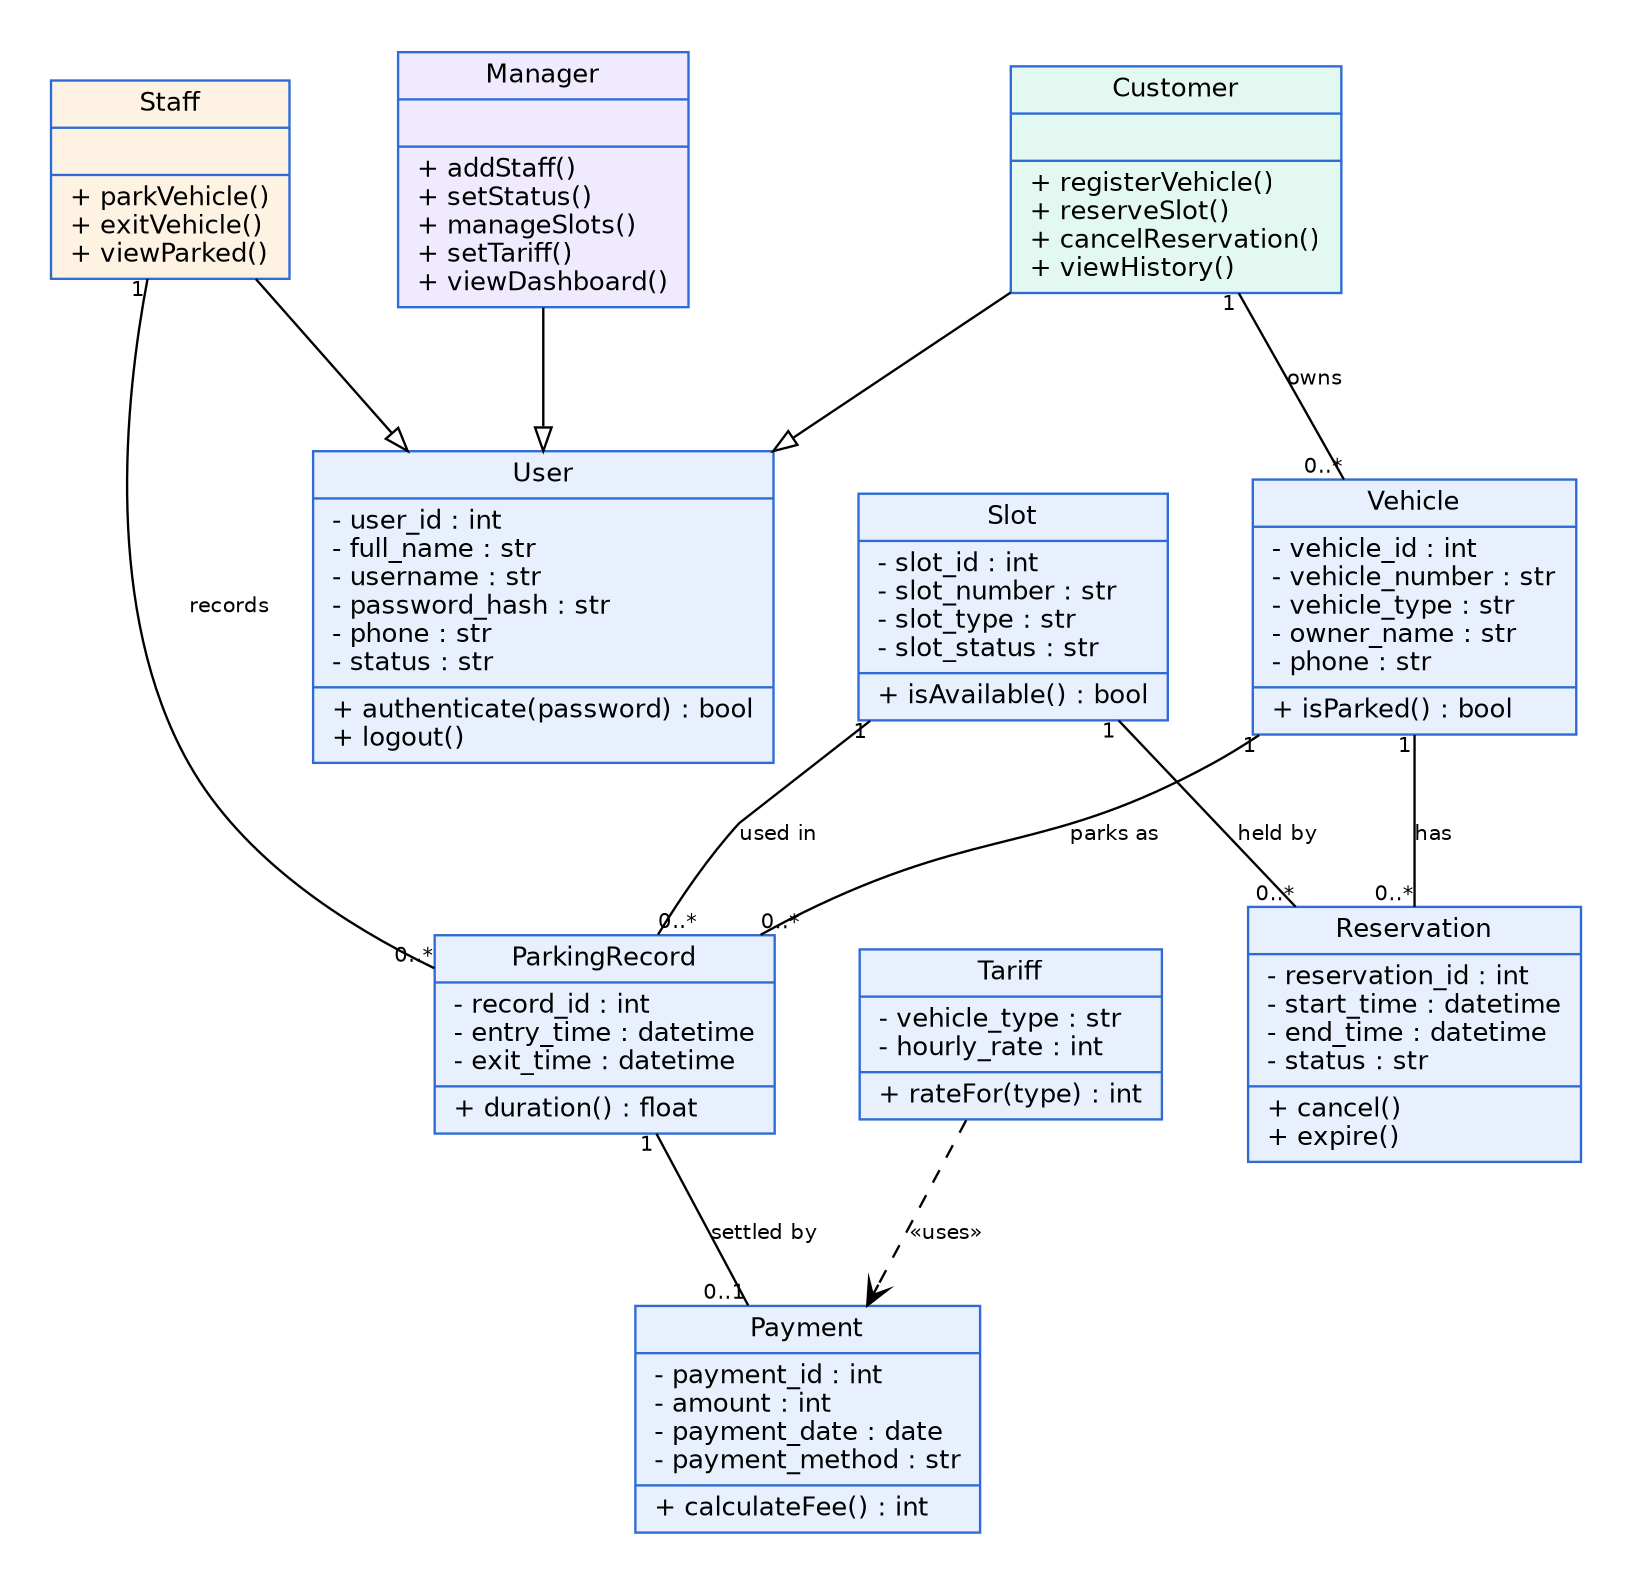 Staff
+ parkVehicle()
+ exitVehicle()
+ viewParked()
Manager
+ addStaff()
+ setStatus()
+ manageSlots()
+ setTariff()
+ viewDashboard()
Customer
+ registerVehicle()
+ reserveSlot()
+ cancelReservation()
+ viewHistory()
1
1
owns
0..*
User
- user_id : int
- full_name : str
- username : str
- password_hash : str
- phone : str
- status : str
+ authenticate(password) : bool
+ logout()
Slot
- slot_id : int
- slot_number : str
- slot_type : str
- slot_status : str
+ isAvailable() : bool
Vehicle
- vehicle_id : int
- vehicle_number : str
- vehicle_type : str
- owner_name : str
- phone : str
+ isParked() : bool
records
1
1
1
1
used in
parks as
held by
has
0..*
0..*
0..*
0..*
0..*
ParkingRecord
- record_id : int
- entry_time : datetime
- exit_time : datetime
+ duration() : float
Tariff
- vehicle_type : str
- hourly_rate : int
+ rateFor(type) : int
Reservation
- reservation_id : int
- start_time : datetime
- end_time : datetime
- status : str
+ cancel()
+ expire()
1
settled by
«uses»
0..1
Payment
- payment_id : int
- amount : int
- payment_date : date
- payment_method : str
+ calculateFee() : int